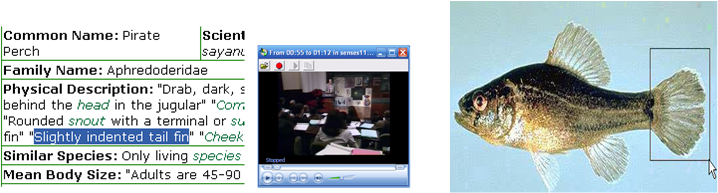 Common Name: Pirate
Perch
Scient
sayanu
Family Name: Aphredoderidae
Physical Description: "Drab, dark, s
behind the head in the jugular" "Com
"Rounded snout with a terminal or su
fin" "Slightly indented tail fin" "Cheek
Similar Species: Only living species
Mean Body Size: "Adults are 45-90
From 00:55 to 01:12 in senses11...
Stopped